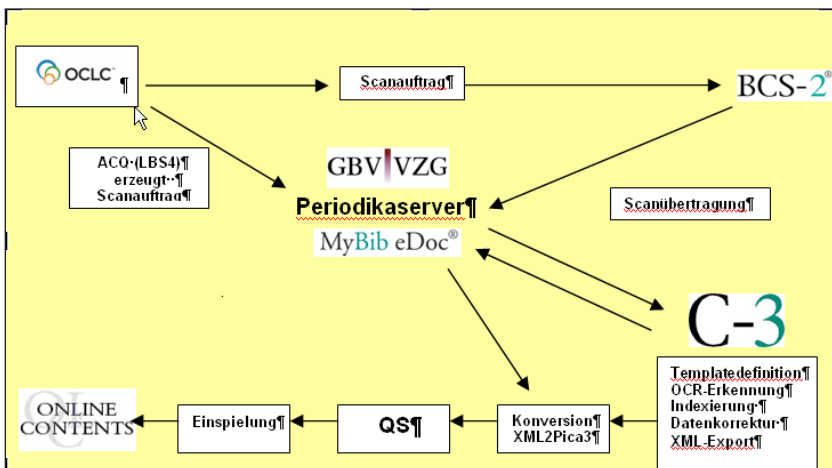 OCLC™ ¶
Scanauftrag¶
BCS-2®
ACQ·(LBS4)¶
erzeugt··¶
Scanauftrag¶
GBV VZG
Periodikaserver¶
MyBib eDoc®
Scanübertragung¶
C-3
Templatedefinition¶
OCR-Erkennung¶
Indexierung·¶
Datenkorrektur·¶
XML-Export¶
Konversion¶
XML2Pica3¶
QS¶
Einspielung¶
ONLINE
CONTENTS